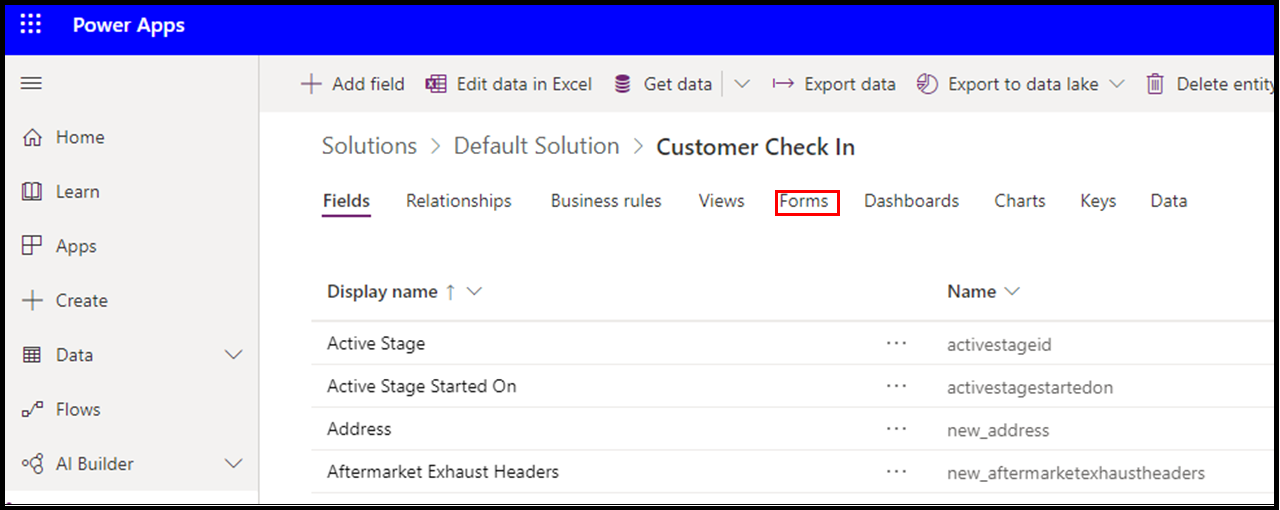 Power Apps
Add field Edit data in Excel Get data Export data Export to data lake Delete entity
Home
Learn
Apps
Create
Data
Flows
AI Builder
Solutions > Default Solution > Customer Check In
Fields Relationships Business rules Views Forms Dashboards Charts Keys Data
Display name ↑ Name
Active Stage ··· activestageid
Active Stage Started On ··· activestagestartedon
Address ··· new_address
Aftermarket Exhaust Headers ··· new_aftermarketexhaustheaders